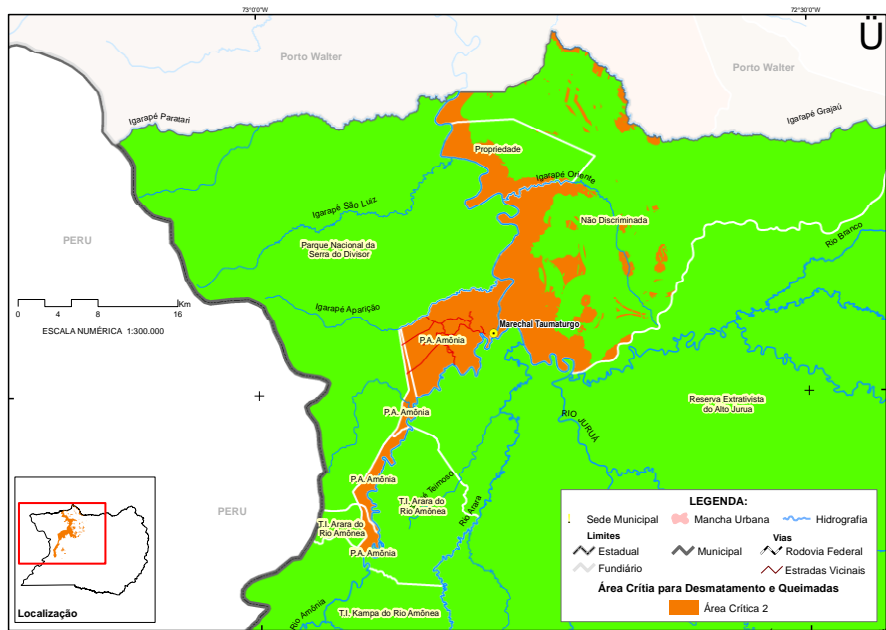 73°0'0"W
72°30'0"W
Ü
Porto Walter
Porto Walter
Igarapé Paratari
Igarapé Grajaú
Propriedade
Igarapé Oriente
Igarapé São Luiz
Não Discriminada
Rio Branco
PERU
Parque Nacional da
Serra do Divisor
Igarapé Aparição
Km
0 4 8 16
ESCALA NUMÉRICA 1:300.000
Marechal Taumaturgo
P.A. Amônia
Reserva Extrativista
do Alto Jurua
P.A. Amônia
RIO JURUÁ
P.A. Amônia
Teimoso
T.I. Arara do
Rio Amônea
Rio Arara
PERU
T.I. Arara do
Rio Amônea
P.A. Amônia
Rio Amônia
T.I. Kampa do Rio Amônea
Localização
LEGENDA:
Sede Municipal
Mancha Urbana
Hidrografia
Limites
Vias
Estadual
Municipal
Rodovia Federal
Fundiário
Estradas Vicinais
Área Crítia para Desmatamento e Queimadas
Área Crítica 2